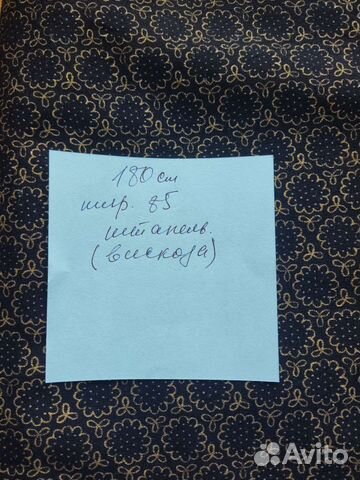 180 см
шир. 85
штапель.
(вискоза)
Avito